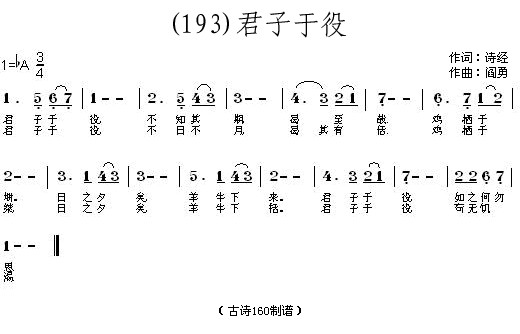 (193)君子于役
1=♭A 3/4
作词:诗经
作曲:阎勇
1. 5 6 7 | 1 - - | 2. 5 4 3 | 3 - - | 4. 3 2 1 | 7 - - | 6. 7 1 2 |
君 子于 役 不 知其 期 曷 至 哉 鸡 栖于
君 子于 役 不 日不 月 曷 其有 佸 鸡 栖于
2 - - | 3. 1 4 3 | 3 - - | 5. 1 4 3 | 1 - - | 4. 3 2 1 | 7 - - | 2 2 6 7 |
埘。 日 之夕 矣 羊 牛下 来。 君 子于 役 如之何勿
桀 日 之夕 矣 羊 牛下 括。 君 子于 役 苟无饥
1 - - ‖
思
渴
(古诗160制谱)